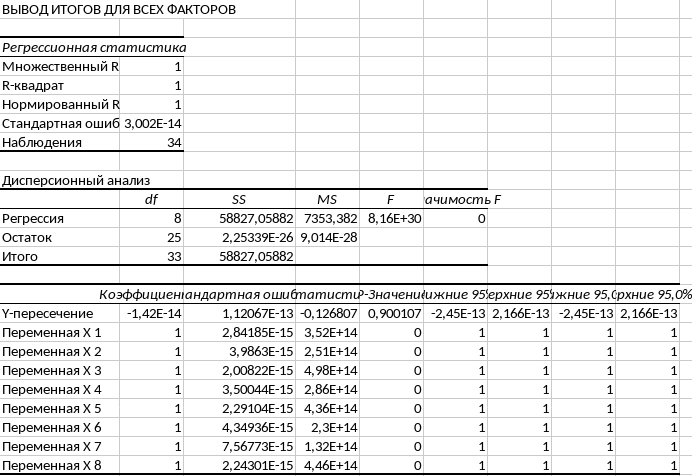 ВЫВОД ИТОГОВ ДЛЯ ВСЕХ ФАКТОРОВ
Регрессионная статистика
Множественный R 1
R-квадрат 1
Нормированный R 1
Стандартная ошиб 3,002E-14
Наблюдения 34
Дисперсионный анализ
df SS MS F ачимость F
Регрессия 8 58827,05882 7353,382 8,16E+30 0
Остаток 25 2,25339E-26 9,014E-28
Итого 33 58827,05882
Коэффициен андартная ошиб татисти Р-Значени ижние 95 ерхние 95 ижние 95,0 рхние 95,0%
Y-пересечение -1,42E-14 1,12067E-13 -0,126807 0,900107 -2,45E-13 2,166E-13 -2,45E-13 2,166E-13
Переменная X 1 1 2,84185E-15 3,52E+14 0 1 1 1 1
Переменная X 2 1 3,9863E-15 2,51E+14 0 1 1 1 1
Переменная X 3 1 2,00822E-15 4,98E+14 0 1 1 1 1
Переменная X 4 1 3,50044E-15 2,86E+14 0 1 1 1 1
Переменная X 5 1 2,29104E-15 4,36E+14 0 1 1 1 1
Переменная X 6 1 4,34936E-15 2,3E+14 0 1 1 1 1
Переменная X 7 1 7,56773E-15 1,32E+14 0 1 1 1 1
Переменная X 8 1 2,24301E-15 4,46E+14 0 1 1 1 1